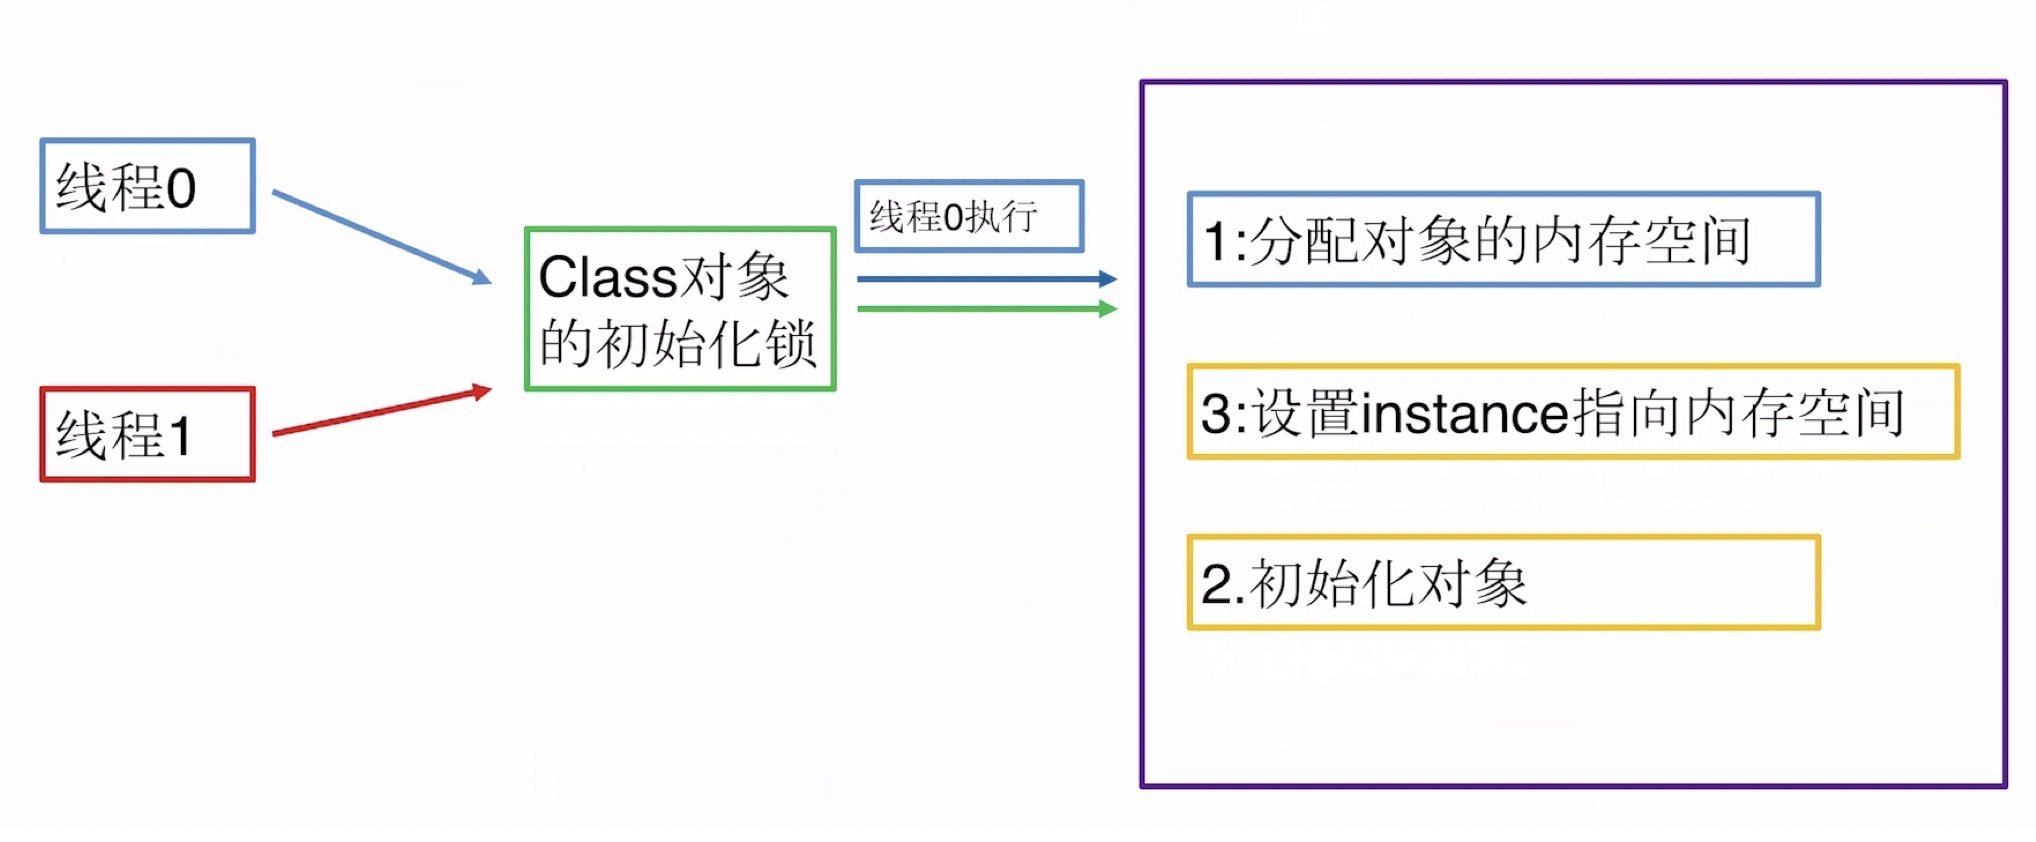 线程0
线程1
Class对象
的初始化锁
线程0执行
1:分配对象的内存空间
3:设置instance指向内存空间
2.初始化对象